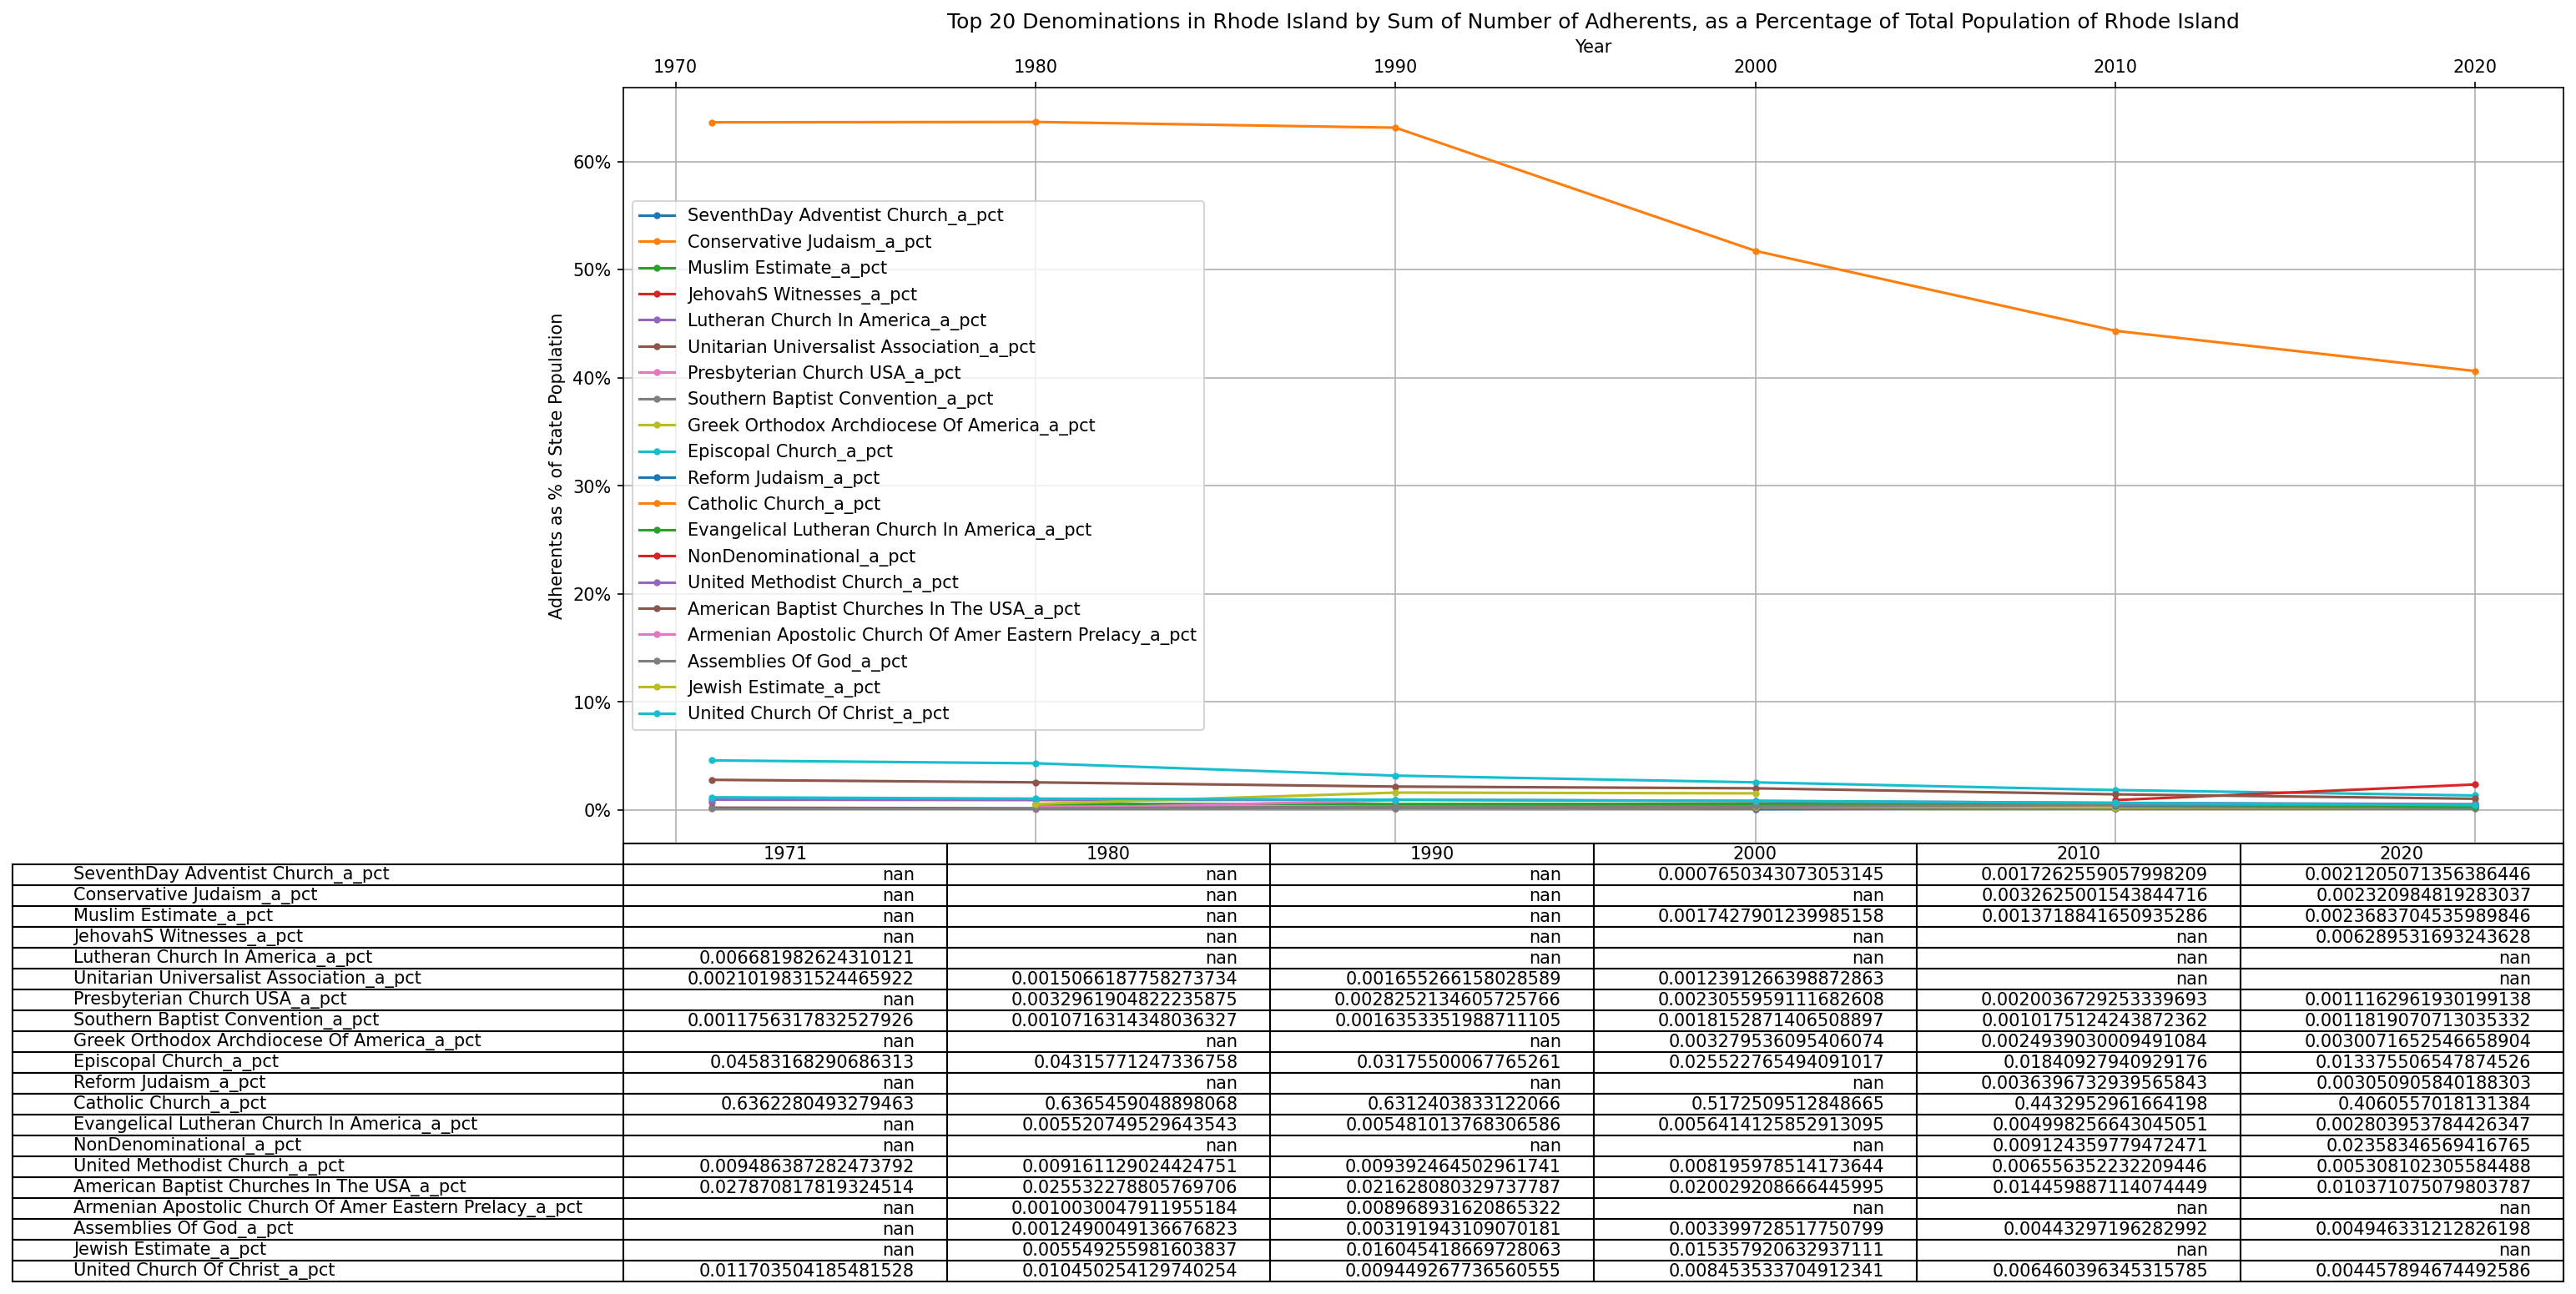 Top 20 Denominations in Rhode Island by Sum of Number of Adherents, as a Percentage of Total Population of Rhode Island
Year
1970 1980 1990 2000 2010 2020
Adherents as % of State Population
60%
50%
40%
30%
20%
10%
0%
SeventhDay Adventist Church_a_pct
Conservative Judaism_a_pct
Muslim Estimate_a_pct
JehovahS Witnesses_a_pct
Lutheran Church In America_a_pct
Unitarian Universalist Association_a_pct
Presbyterian Church USA_a_pct
Southern Baptist Convention_a_pct
Greek Orthodox Archdiocese Of America_a_pct
Episcopal Church_a_pct
Reform Judaism_a_pct
Catholic Church_a_pct
Evangelical Lutheran Church In America_a_pct
NonDenominational_a_pct
United Methodist Church_a_pct
American Baptist Churches In The USA_a_pct
Armenian Apostolic Church Of Amer Eastern Prelacy_a_pct
Assemblies Of God_a_pct
Jewish Estimate_a_pct
United Church Of Christ_a_pct
1971 1980 1990 2000 2010 2020
SeventhDay Adventist Church_a_pct nan nan nan 0.0007650343073053145 0.0017262559057998209 0.0021205071356386446
Conservative Judaism_a_pct nan nan nan nan 0.0032625001543844716 0.002320984819283037
Muslim Estimate_a_pct nan nan nan 0.0017427901239985158 0.0013718841650935286 0.0023683704535989846
JehovahS Witnesses_a_pct nan nan nan nan nan 0.006289531693243628
Lutheran Church In America_a_pct 0.006681982624310121 nan nan nan nan nan
Unitarian Universalist Association_a_pct 0.0021019831524465922 0.0015066187758273734 0.001655266158028589 0.0012391266398872863 nan nan
Presbyterian Church USA_a_pct nan 0.0032961904822235875 0.0028252134605725766 0.0023055959111682608 0.0020036729253339693 0.0011162961930199138
Southern Baptist Convention_a_pct 0.0011756317832527926 0.0010716314348036327 0.0016353351988711105 0.0018152871406508897 0.0010175124243872362 0.0011819070713035332
Greek Orthodox Archdiocese Of America_a_pct nan nan nan 0.003279536095406074 0.0024939030009491084 0.0030071652546658904
Episcopal Church_a_pct 0.04583168290686313 0.04315771247336758 0.03175500067765261 0.025522765494091017 0.01840927940929176 0.013375506547874526
Reform Judaism_a_pct nan nan nan nan 0.0036396732939565843 0.003050905840188303
Catholic Church_a_pct 0.6362280493279463 0.6365459048898068 0.6312403833122066 0.5172509512848665 0.4432952961664198 0.4060557018131384
Evangelical Lutheran Church In America_a_pct nan 0.005520749529643543 0.005481013768306586 0.0056414125852913095 0.004998256643045051 0.002803953784426347
NonDenominational_a_pct nan nan nan nan 0.009124359779472471 0.02358346569416765
United Methodist Church_a_pct 0.009486387282473792 0.009161129024424751 0.009392464502961741 0.008195978514173644 0.006556352232209446 0.005308102305584488
American Baptist Churches In The USA_a_pct 0.027870817819324514 0.025532278805769706 0.021628080329737787 0.020029208666445995 0.014459887114074449 0.010371075079803787
Armenian Apostolic Church Of Amer Eastern Prelacy_a_pct nan 0.0010030047911955184 0.008968931620865322 nan nan nan
Assemblies Of God_a_pct nan 0.0012490049136676823 0.003191943109070181 0.003399728517750799 0.00443297196282992 0.004946331212826198
Jewish Estimate_a_pct nan 0.005549255981603837 0.016045418669728063 0.015357920632937111 nan nan
United Church Of Christ_a_pct 0.011703504185481528 0.010450254129740254 0.009449267736560555 0.008453533704912341 0.006460396345315785 0.004457894674492586